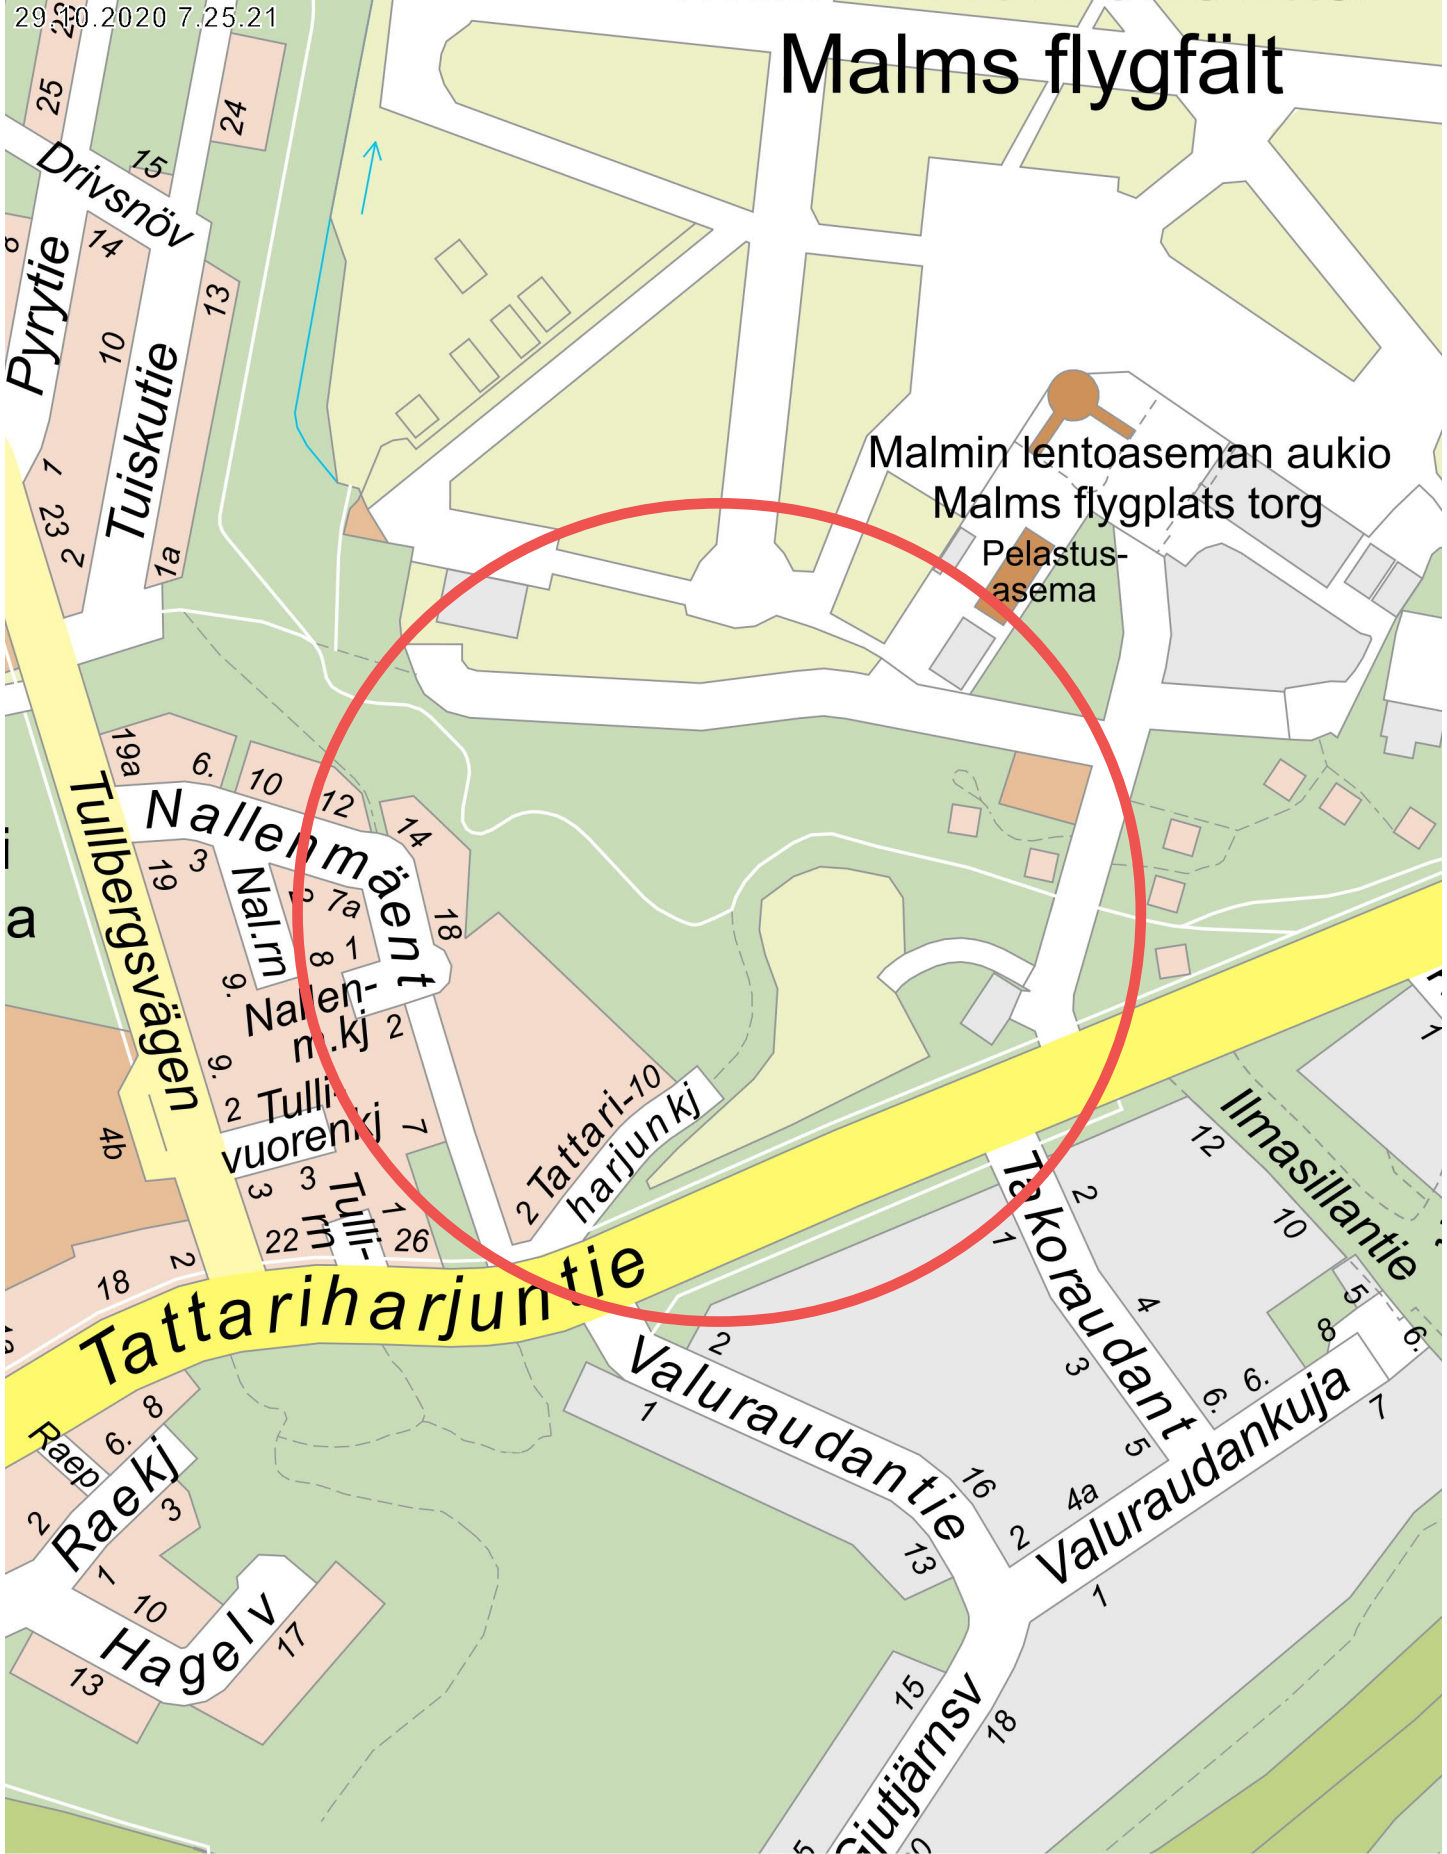 29.10.2020 7.25.21
Malms flygfält
25
24
15
Drivsnöv
14
Pyrytie
13
10
Tuiskutie
Malmin lentoaseman aukio
Malms flygplats torg
Pelastus-
asema
1
23
2
1a
19a
6.
10
12
14
Nallenmäent
Tullbergsvägen
3
19
Nal.rn
7a
18
a
8
1
9.
Nallen-
m.kj
2
9.
2
Tulli-
vuorenkj
7
4b
3
3
Tulli-
rn
1
22
26
2
18
Tattari-
harjunkj
10
2
Tattariharjuntie
1
12
Ilmasillantie
10
5
8
6.
Takoraudant
2
1
4
3
6.
6.
5
7
Valuraudankuja
4a
2
1
2
Valuraudantie
1
16
13
8
6.
Raep
Raekj
2
3
1
10
Hagelv
17
13
15
18
Gjutjärnsv
5